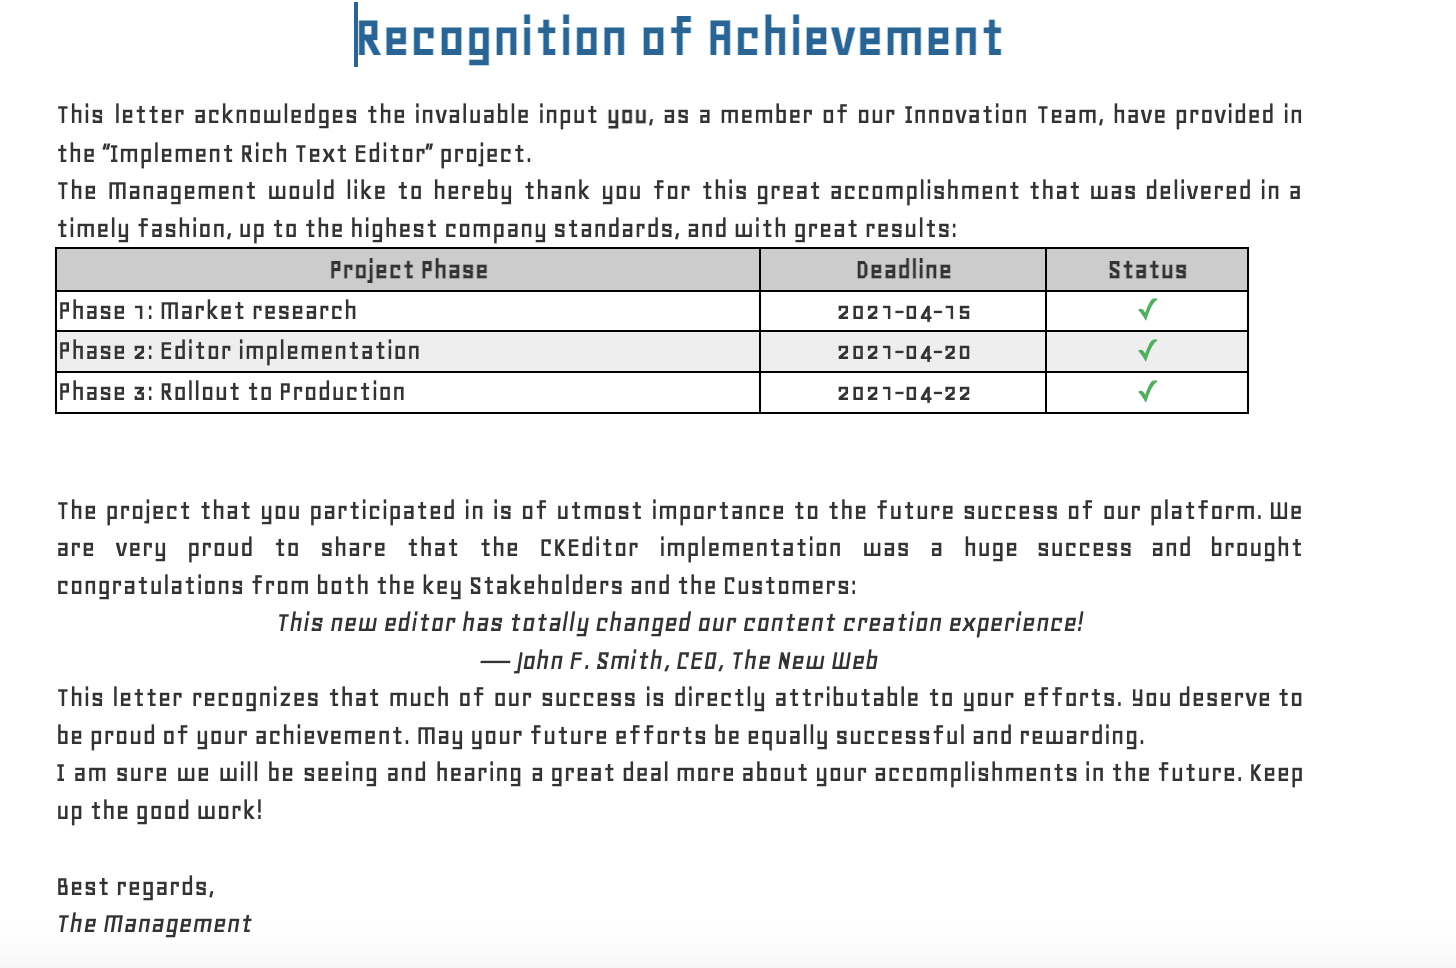 Recognition of Achievement
This letter acknowledges the invaluable input you, as a member of our Innovation Team, have provided in
the “Implement Rich Text Editor” project.
The Management would like to hereby thank you for this great accomplishment that was delivered in a
timely fashion, up to the highest company standards, and with great results:
Project Phase Deadline Status
Phase 1: Market research 2021-04-15 ✓
Phase 2: Editor implementation 2021-04-20 ✓
Phase 3: Rollout to Production 2021-04-22 ✓
The project that you participated in is of utmost importance to the future success of our platform. We
are very proud to share that the CKEditor implementation was a huge success and brought
congratulations from both the key Stakeholders and the Customers:
This new editor has totally changed our content creation experience!
— John F. Smith, CEO, The New Web
This letter recognizes that much of our success is directly attributable to your efforts. You deserve to
be proud of your achievement. May your future efforts be equally successful and rewarding.
I am sure we will be seeing and hearing a great deal more about your accomplishments in the future. Keep
up the good work!
Best regards,
The Management